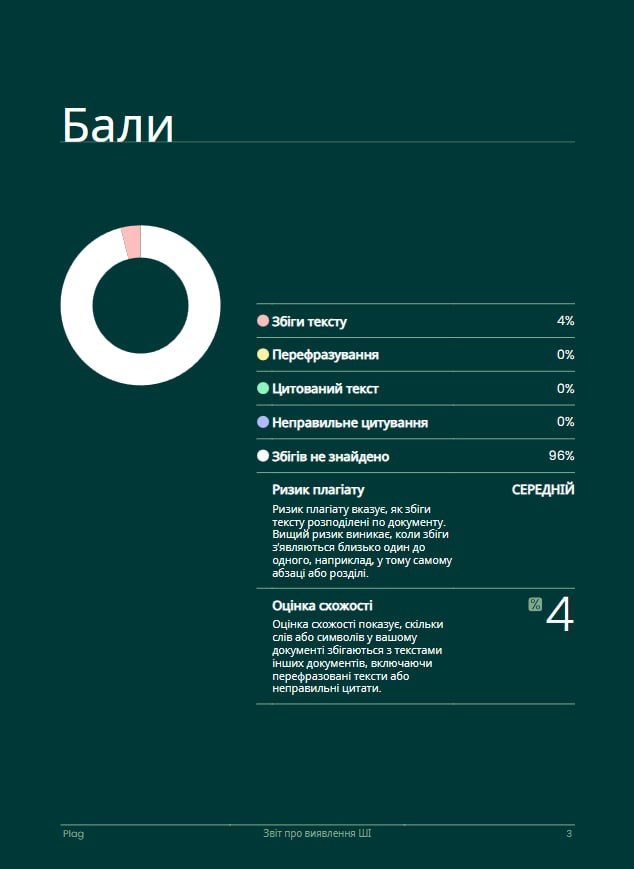 Бали
Збіги тексту 4%
Перефразування 0%
Цитований текст 0%
Неправильне цитування 0%
Збігів не знайдено 96%
Ризик плагіату СЕРЕДНІЙ
Ризик плагіату вказує, як збіги
тексту розподілені по документу.
Вищий ризик виникає, коли збіги
з’являються близько один до
одного, наприклад, у тому самому
абзаці або розділі.
Оцінка схожості % 4
Оцінка схожості показує, скільки
слів або символів у вашому
документі збігаються з текстами
інших документів, включаючи
перефразовані тексти або
неправильні цитати.
Plag Звіт про виявлення ШІ 3